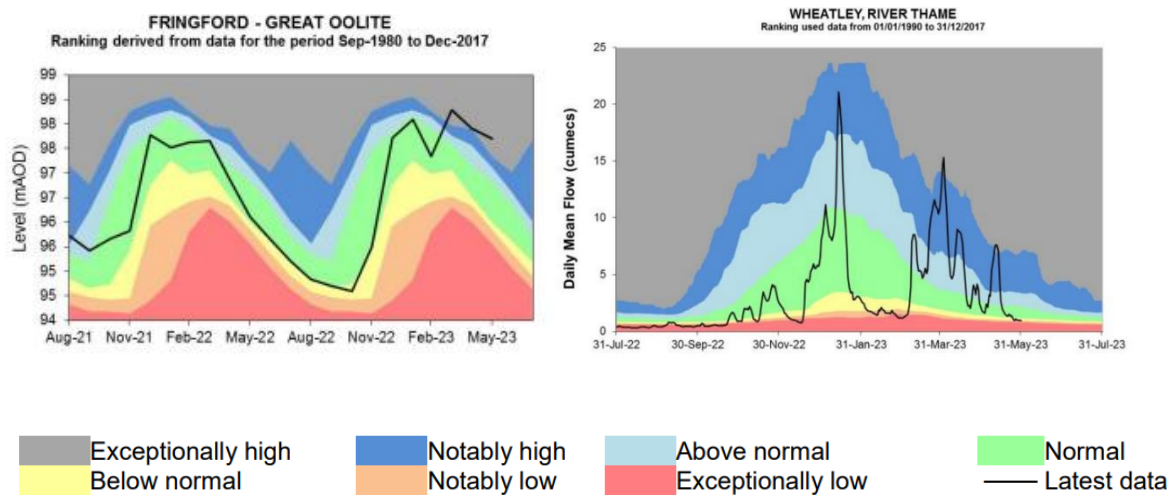 FRINGFORD - GREAT OOLITE
Ranking derived from data for the period Sep-1980 to Dec-2017
Level (mAOD)
99
99
98
98
97
97
96
96
95
95
94
Aug-21 Nov-21 Feb-22 May-22 Aug-22 Nov-22 Feb-23 May-23
WHEATLEY, RIVER THAME
Ranking used data from 01/01/1990 to 31/12/2017
Daily Mean Flow (cumecs)
25
20
15
10
5
0
31-Jul-22 30-Sep-22 30-Nov-22 31-Jan-23 31-Mar-23 31-May-23 31-Jul-23
Exceptionally high Notably high Above normal Normal
Below normal Notably low Exceptionally low Latest data